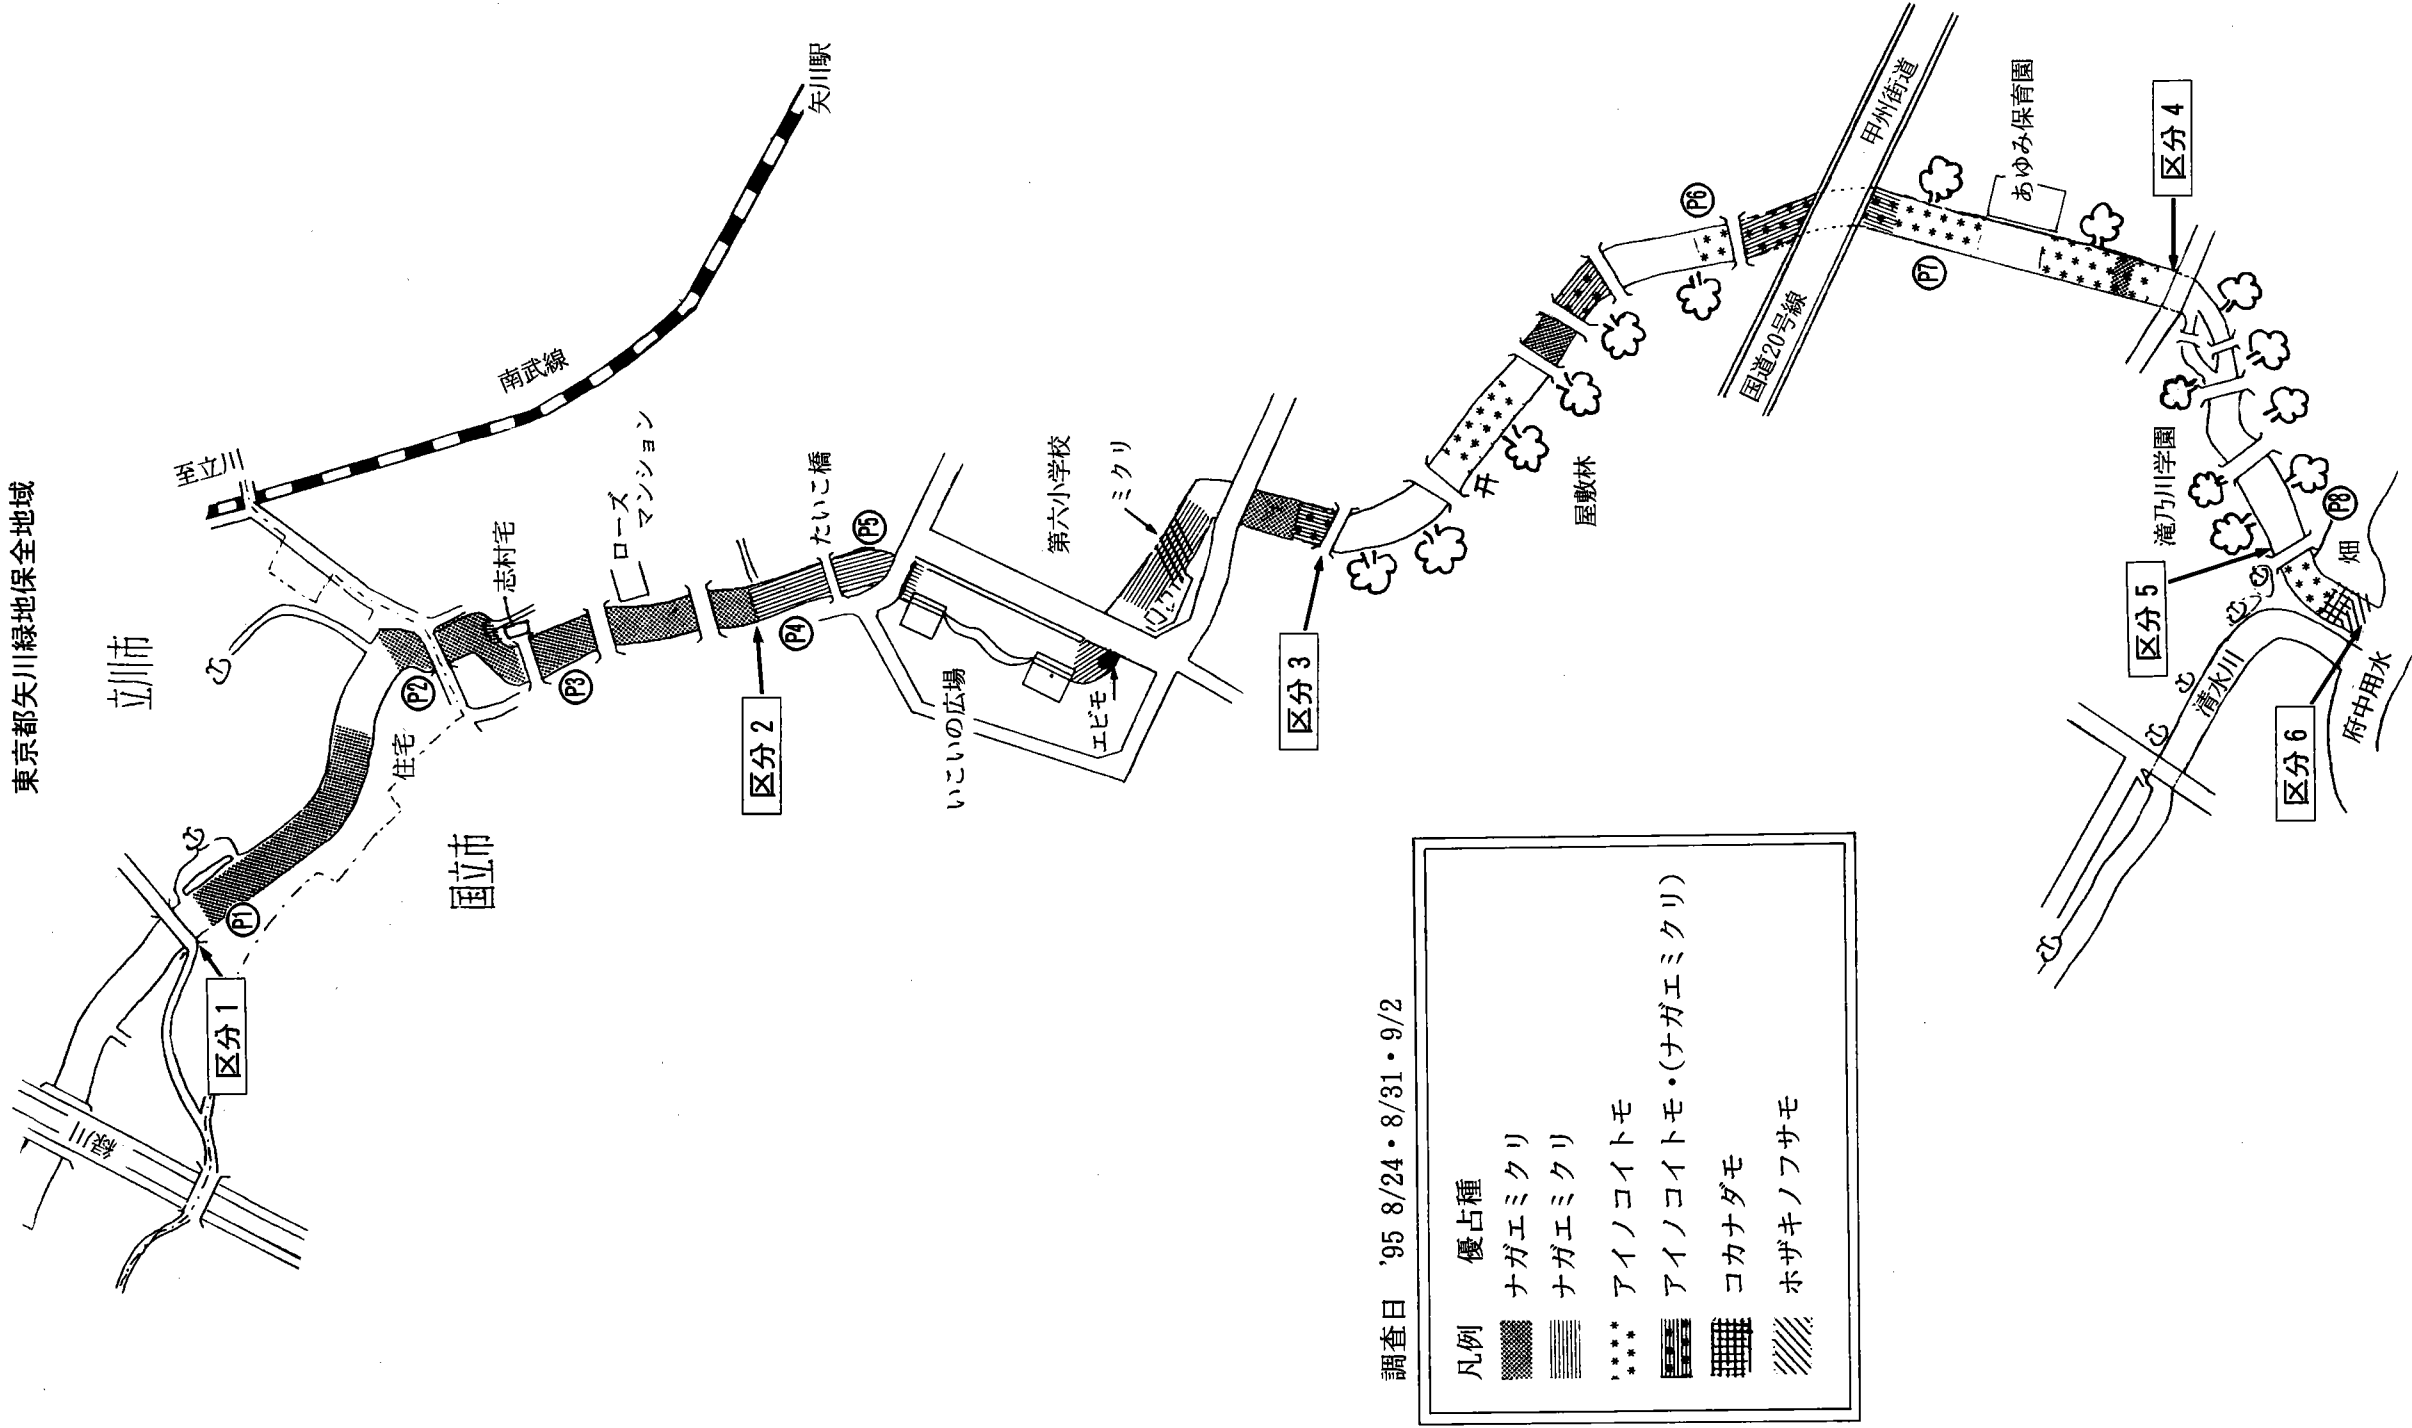 東京都矢川緑地保全地域
立川市
国立市
至立川
南武線
矢川駅
緑川
区分1
P1
住宅
P2
志村宅
P3
ローズ
マンション
区分2
P4
たいこ橋
P5
いこいの広場
エビモ
第六小学校
ミクリ
区分3
井
屋敷林
P6
国道20号線
甲州街道
P7
あゆみ保育園
区分4
滝乃川学園
区分5
P8
畑
清水川
区分6
府中用水
調査日 '95 8/24・8/31・9/2
凡例 優占種
ナガエミクリ
ナガエミクリ
アイノコイトモ
アイノコイトモ・(ナガエミクリ)
コカナダモ
ホザキノフサモ